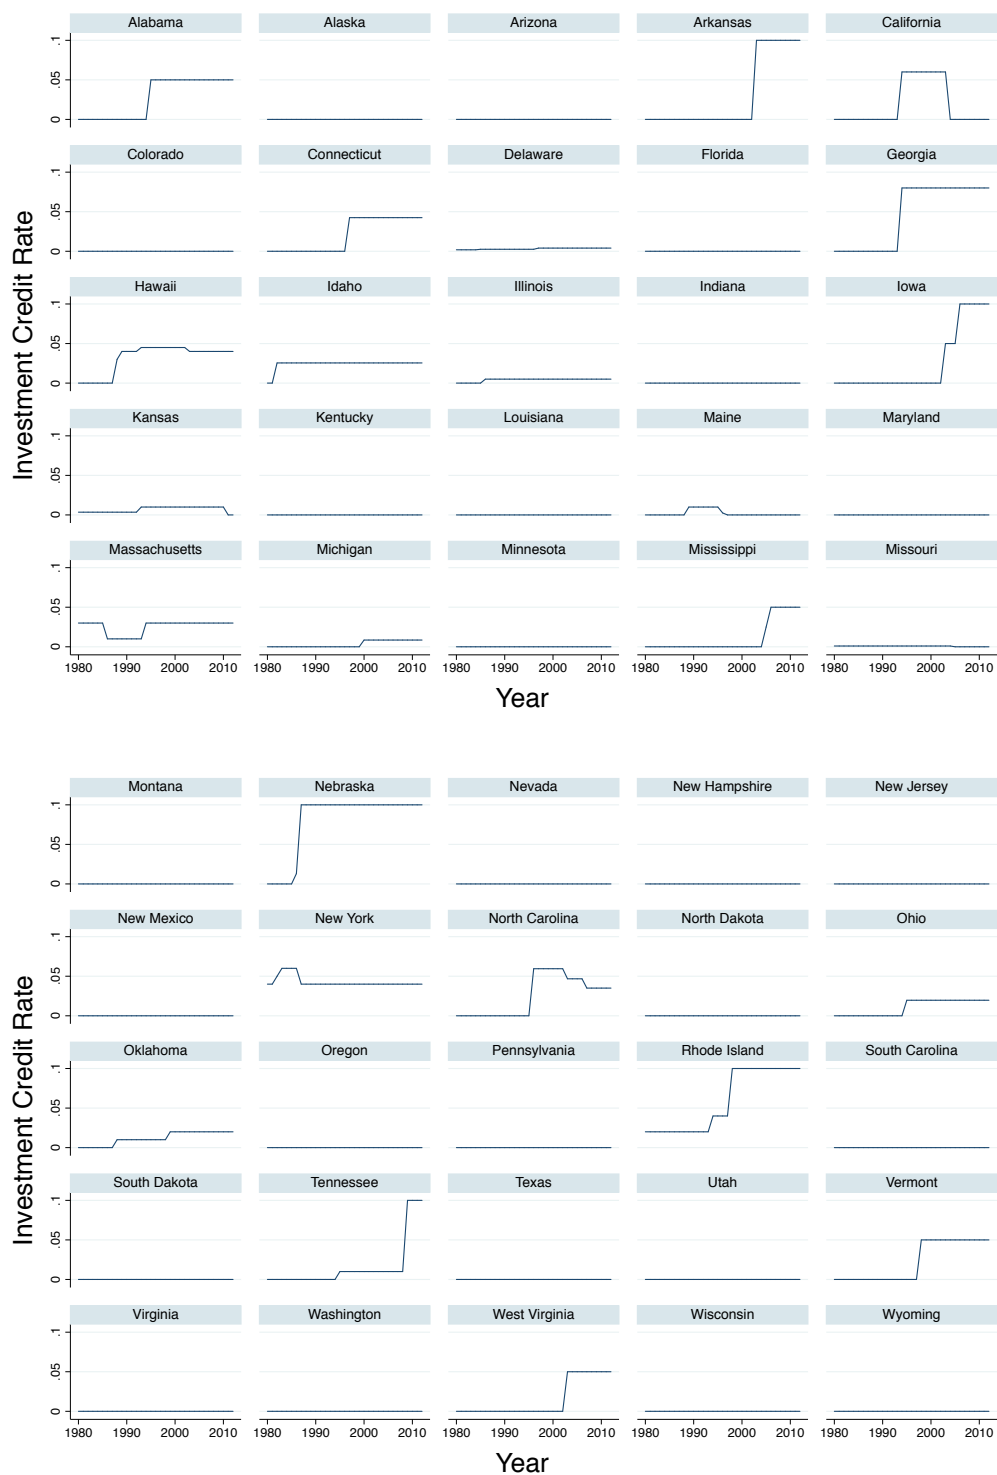 Alabama Alaska Arizona Arkansas California
0 .05 .1
Colorado Connecticut Delaware Florida Georgia
0 .05 .1
Hawaii Idaho Illinois Indiana Iowa
0 .05 .1
Kansas Kentucky Louisiana Maine Maryland
0 .05 .1
Massachusetts Michigan Minnesota Mississippi Missouri
0 .05 .1
1980 1990 2000 2010 1980 1990 2000 2010 1980 1990 2000 2010 1980 1990 2000 2010 1980 1990 2000 2010
Investment Credit Rate
Year
Montana Nebraska Nevada New Hampshire New Jersey
0 .05 .1
New Mexico New York North Carolina North Dakota Ohio
0 .05 .1
Oklahoma Oregon Pennsylvania Rhode Island South Carolina
0 .05 .1
South Dakota Tennessee Texas Utah Vermont
0 .05 .1
Virginia Washington West Virginia Wisconsin Wyoming
0 .05 .1
1980 1990 2000 2010 1980 1990 2000 2010 1980 1990 2000 2010 1980 1990 2000 2010 1980 1990 2000 2010
Investment Credit Rate
Year